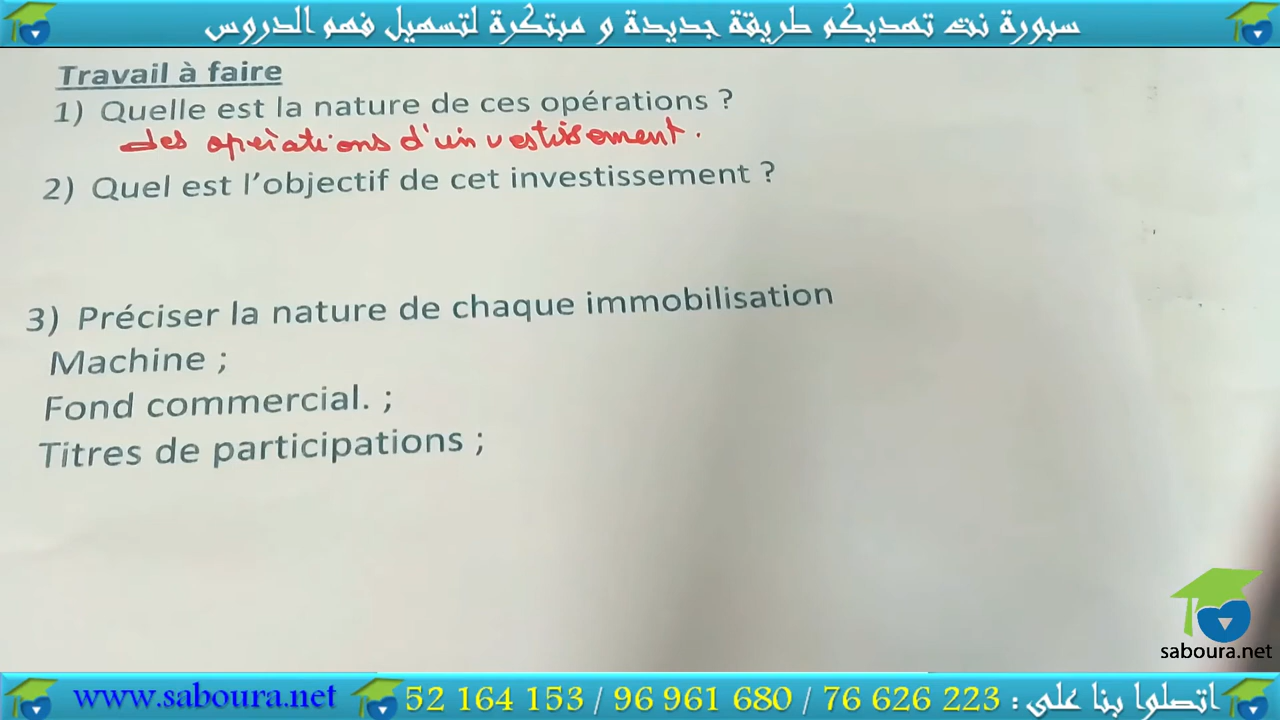 سبورة نت تهديكم طريقة جديدة و مبتكرة لتسهيل فهم الدروس
Travail à faire
1) Quelle est la nature de ces opérations ?
des opérations d'investissement.
2) Quel est l'objectif de cet investissement ?
3) Préciser la nature de chaque immobilisation
Machine ;
Fond commercial. ;
Titres de participations ;
saboura.net
www.saboura.net
52 164 153 / 96 961 680 / 76 626 223 : اتصلوا بنا على